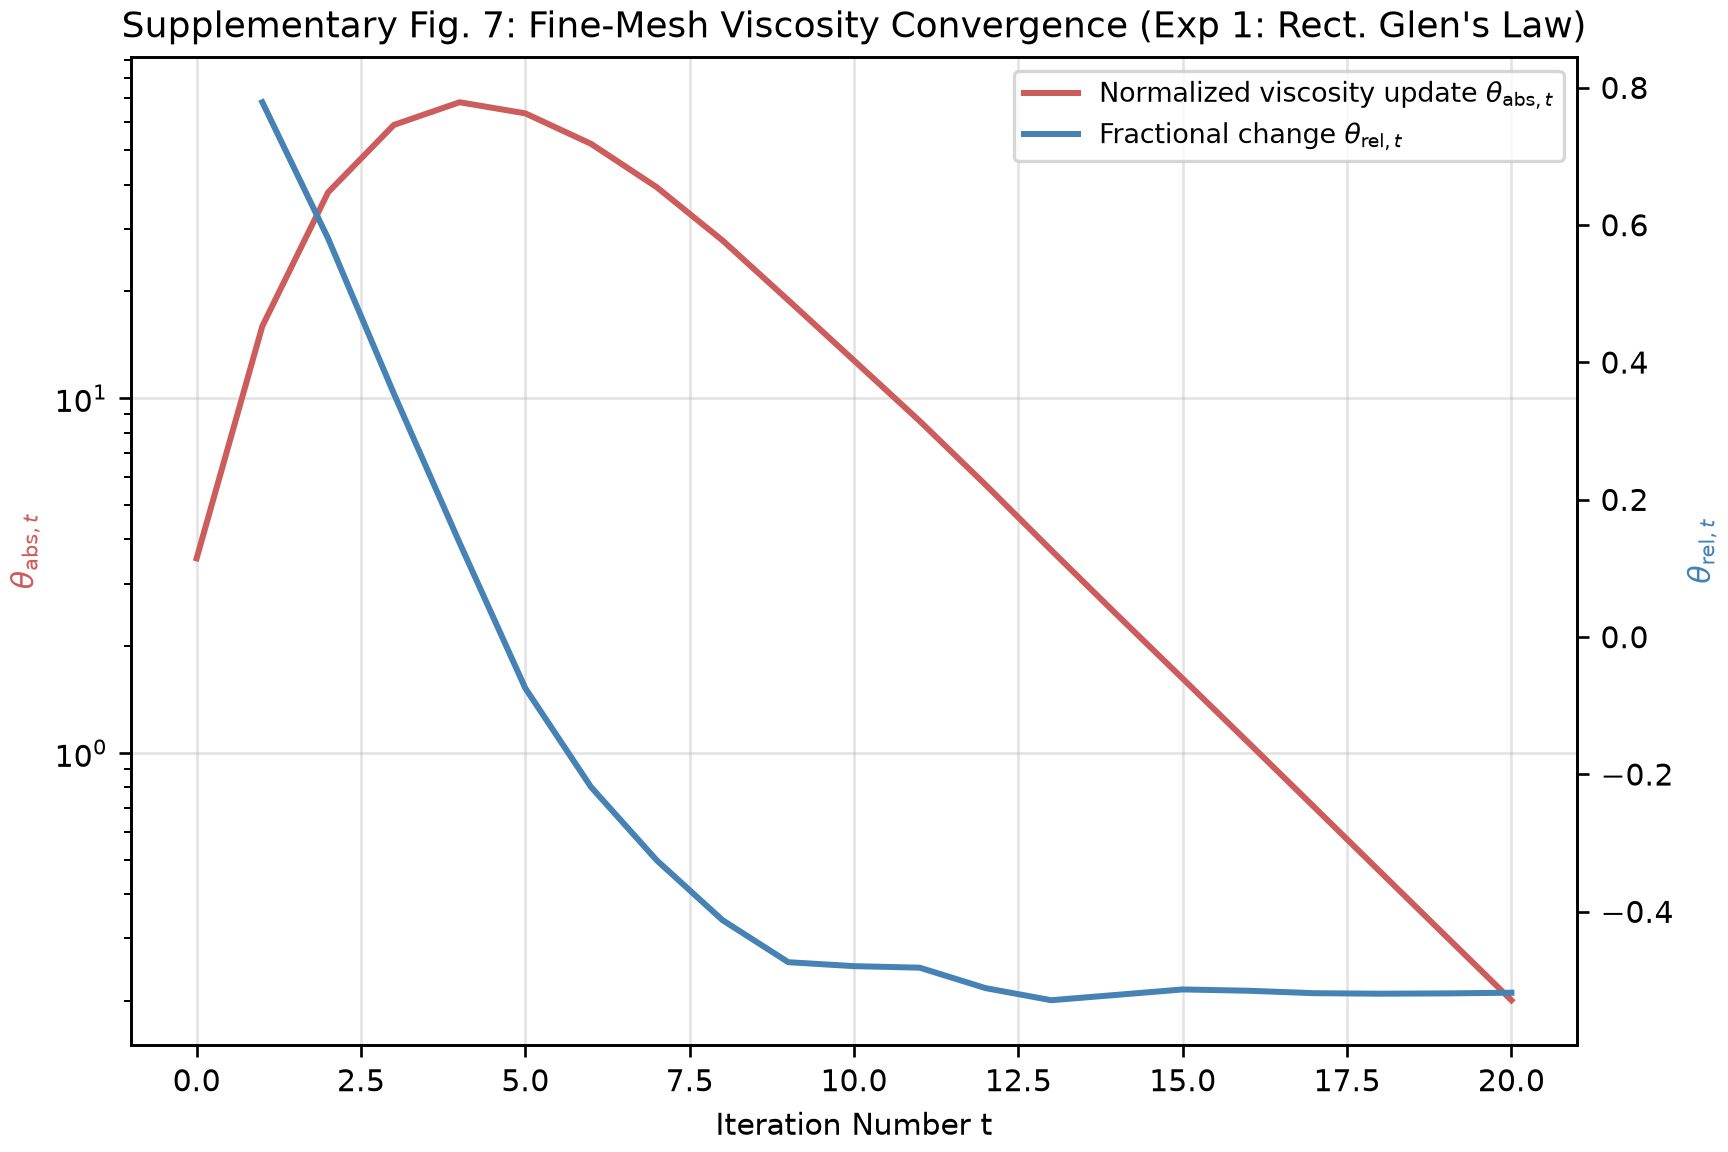 Supplementary Fig. 7: Fine-Mesh Viscosity Convergence (Exp 1: Rect. Glen's Law)
Normalized viscosity update θabs, t
Fractional change θrel, t
10¹
10⁰
θabs, t
0.8
0.6
0.4
0.2
0.0
−0.2
−0.4
θrel, t
0.0 2.5 5.0 7.5 10.0 12.5 15.0 17.5 20.0
Iteration Number t